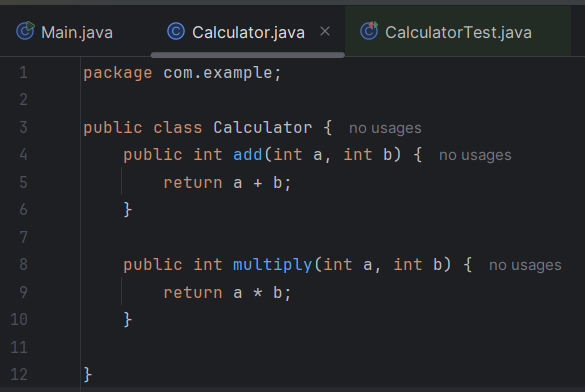 Main.java Calculator.java CalculatorTest.java
1 package com.example;
2
3 public class Calculator { no usages
4     public int add(int a, int b) { no usages
5         return a + b;
6     }
7
8     public int multiply(int a, int b) { no usages
9         return a * b;
10     }
11
12 }